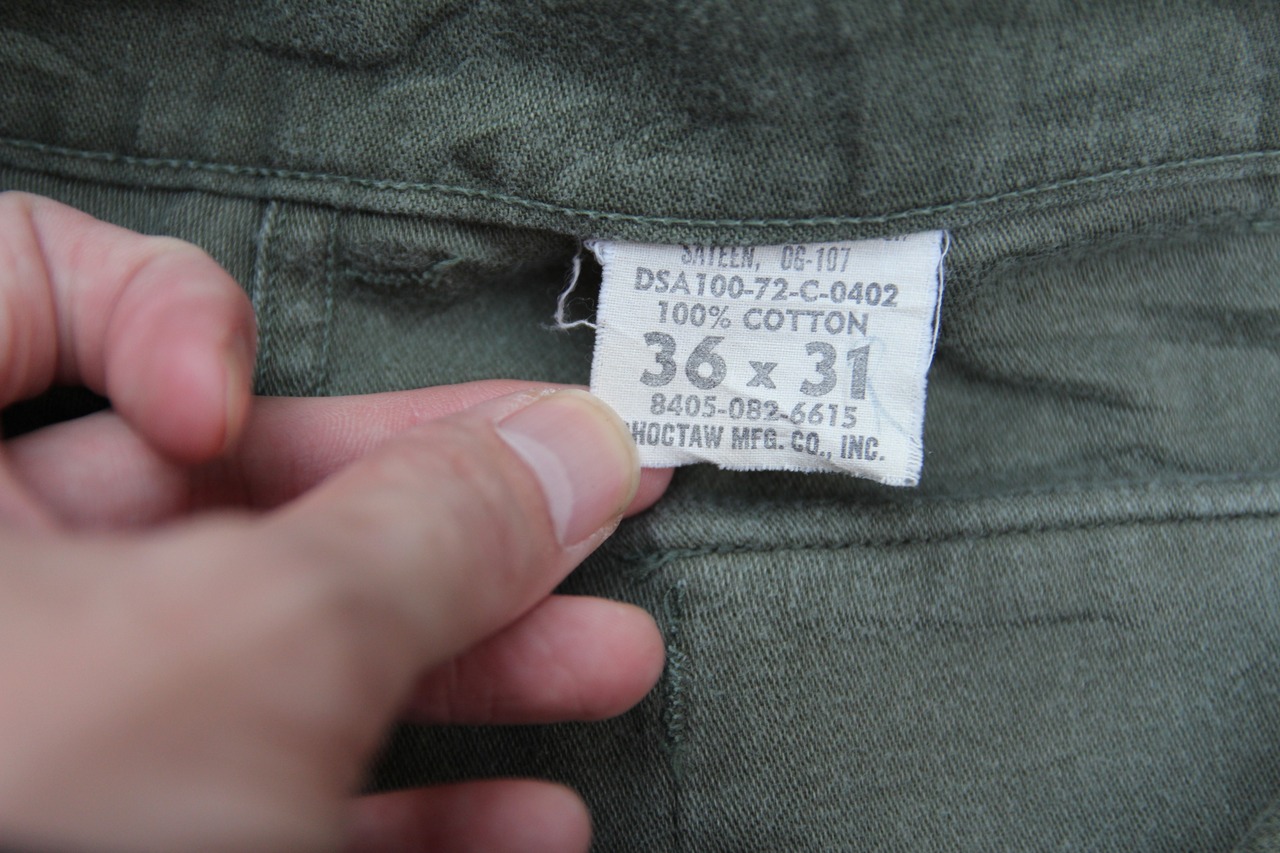 SATEEN, OG-107
DSA100-72-C-0402
100% COTTON
36 x 31
8405-082-6615
HOCTAW MFG. CO., INC.